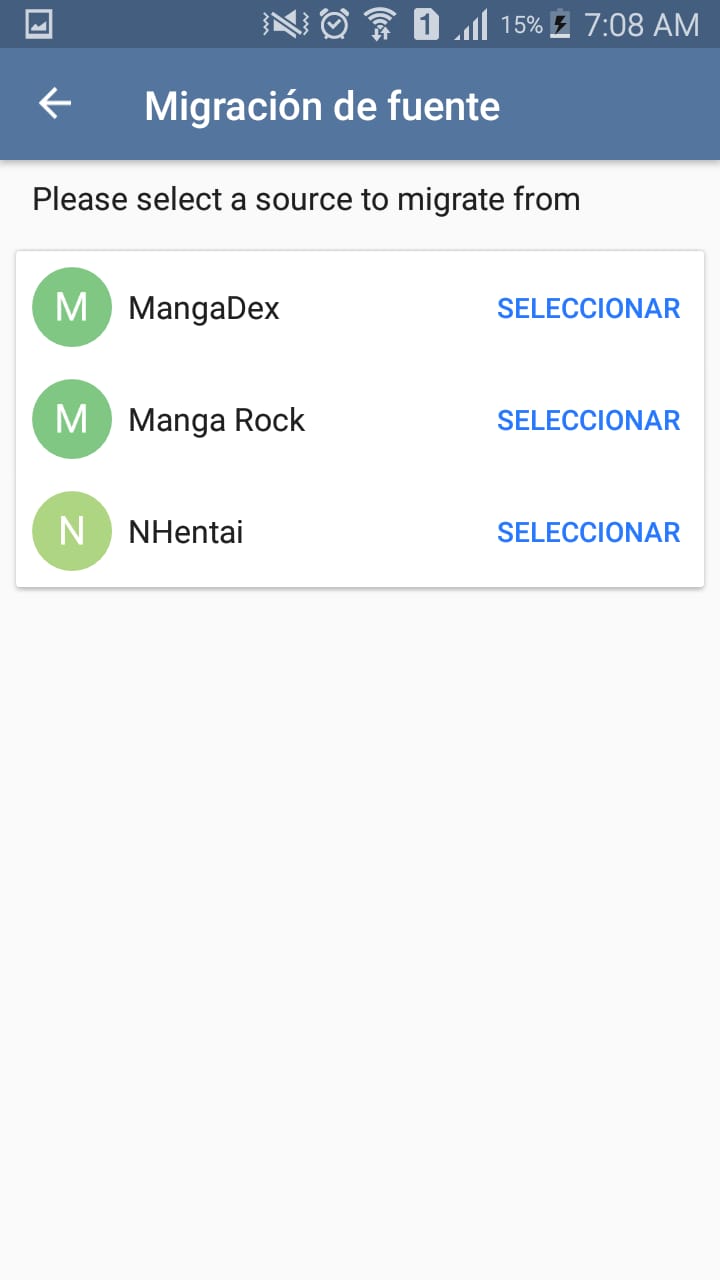 1 15% 7:08 AM
Migración de fuente
Please select a source to migrate from
M MangaDex SELECCIONAR
M Manga Rock SELECCIONAR
N NHentai SELECCIONAR